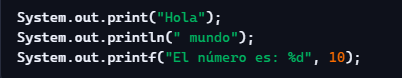 System.out.print("Hola");
System.out.println(" mundo");
System.out.printf("El número es: %d", 10);